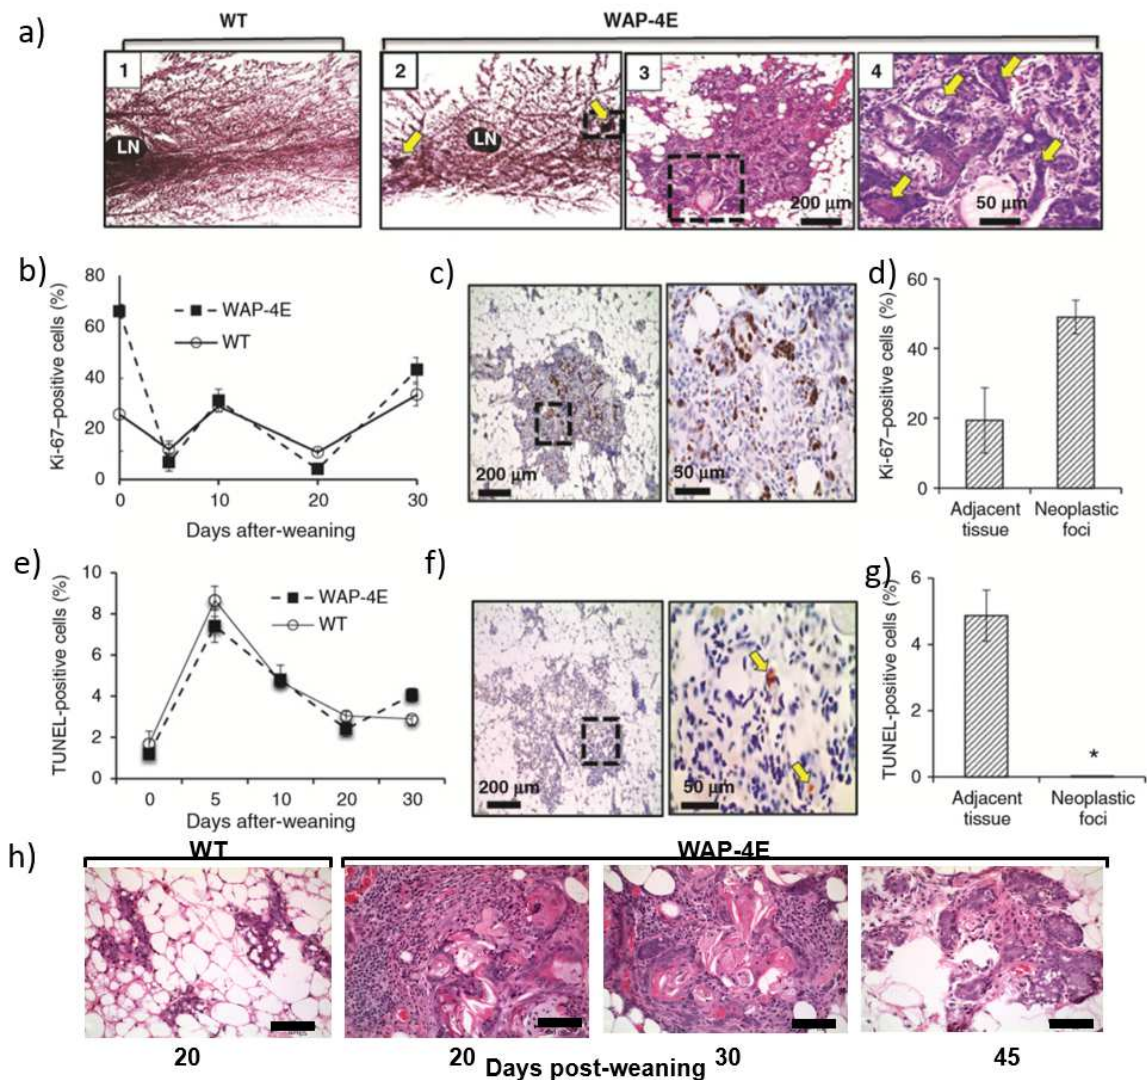 a)
WT
WAP-4E
1
LN
2
LN
3
200 μm
4
50 μm
b)
Ki-67–positive cells (%)
80
60
40
20
0
WAP-4E
WT
0
5
10
20
30
Days after-weaning
c)
200 μm
50 μm
d)
Ki-67–positive cells (%)
60
40
20
0
Adjacent
tissue
Neoplastic
foci
e)
TUNEL-positive cells (%)
10
8
6
4
2
0
WAP-4E
WT
0
5
10
20
30
Days after-weaning
f)
200 μm
50 μm
g)
TUNEL-positive cells (%)
6
4
2
0
*
Adjacent
tissue
Neoplastic
foci
h)
WT
WAP-4E
20
20
30
45
Days post-weaning